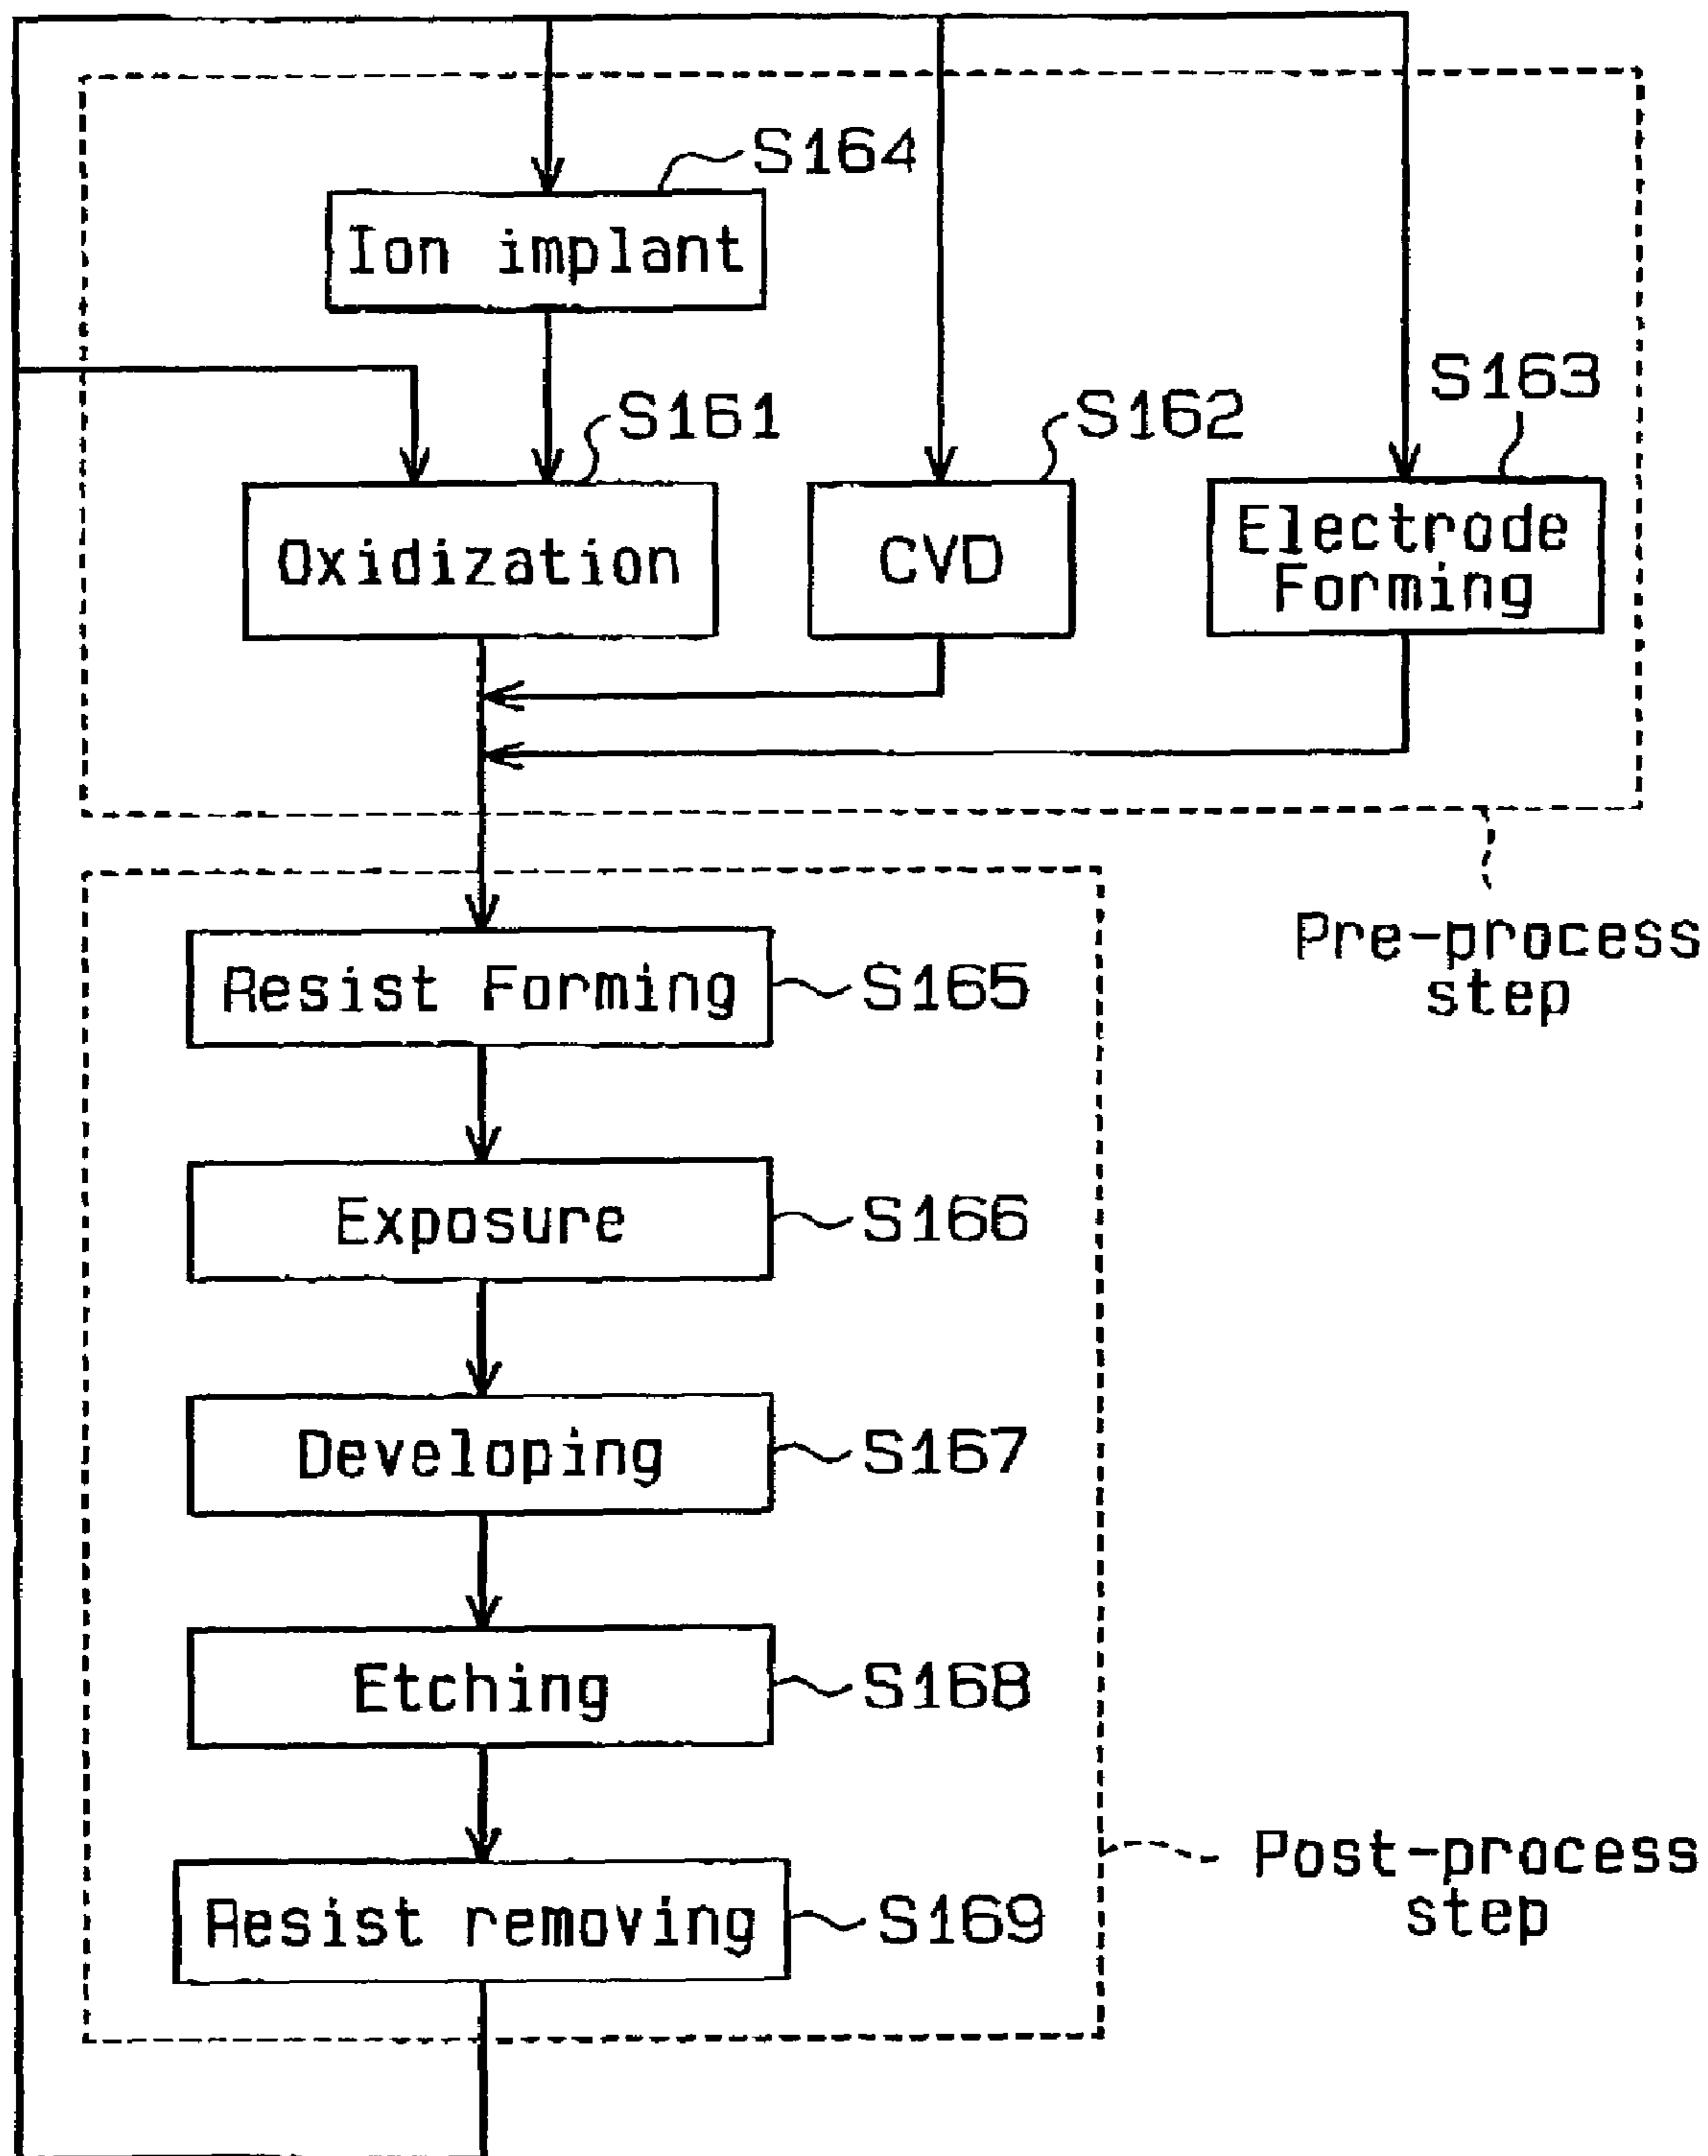 S164
Ion implant
S161
S162
S163
Oxidization
CVD
Electrode
Forming
Pre-process
step
Resist Forming
S165
Exposure
S166
Developing
S167
Etching
S168
Resist removing
S169
Post-process
step